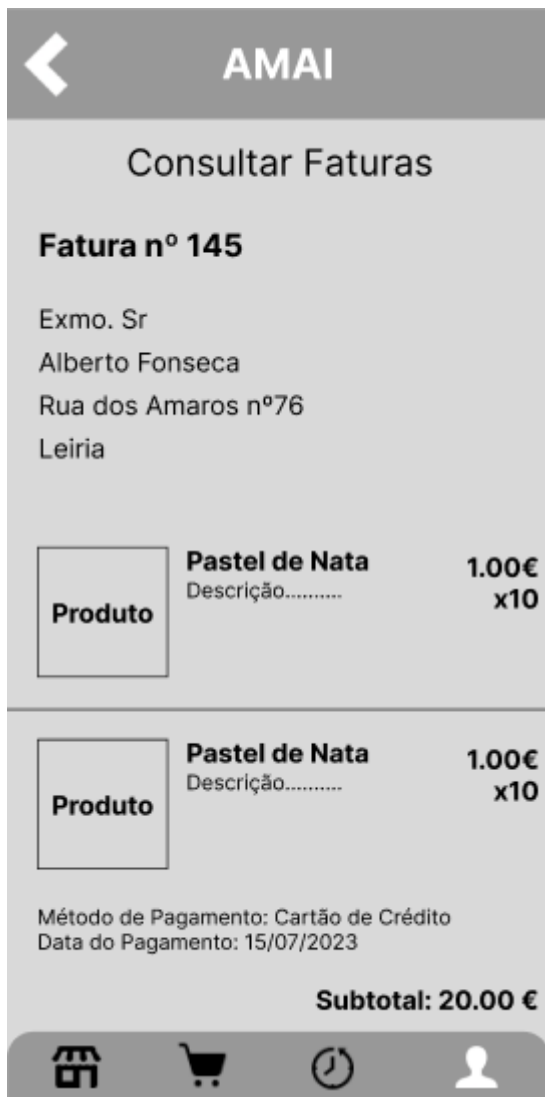 AMAI
Consultar Faturas
Fatura nº 145
Exmo. Sr
Alberto Fonseca
Rua dos Amaros nº76
Leiria
Produto
Pastel de Nata
Descrição..........
1.00€
x10
Produto
Pastel de Nata
Descrição..........
1.00€
x10
Método de Pagamento: Cartão de Crédito
Data do Pagamento: 15/07/2023
Subtotal: 20.00 €